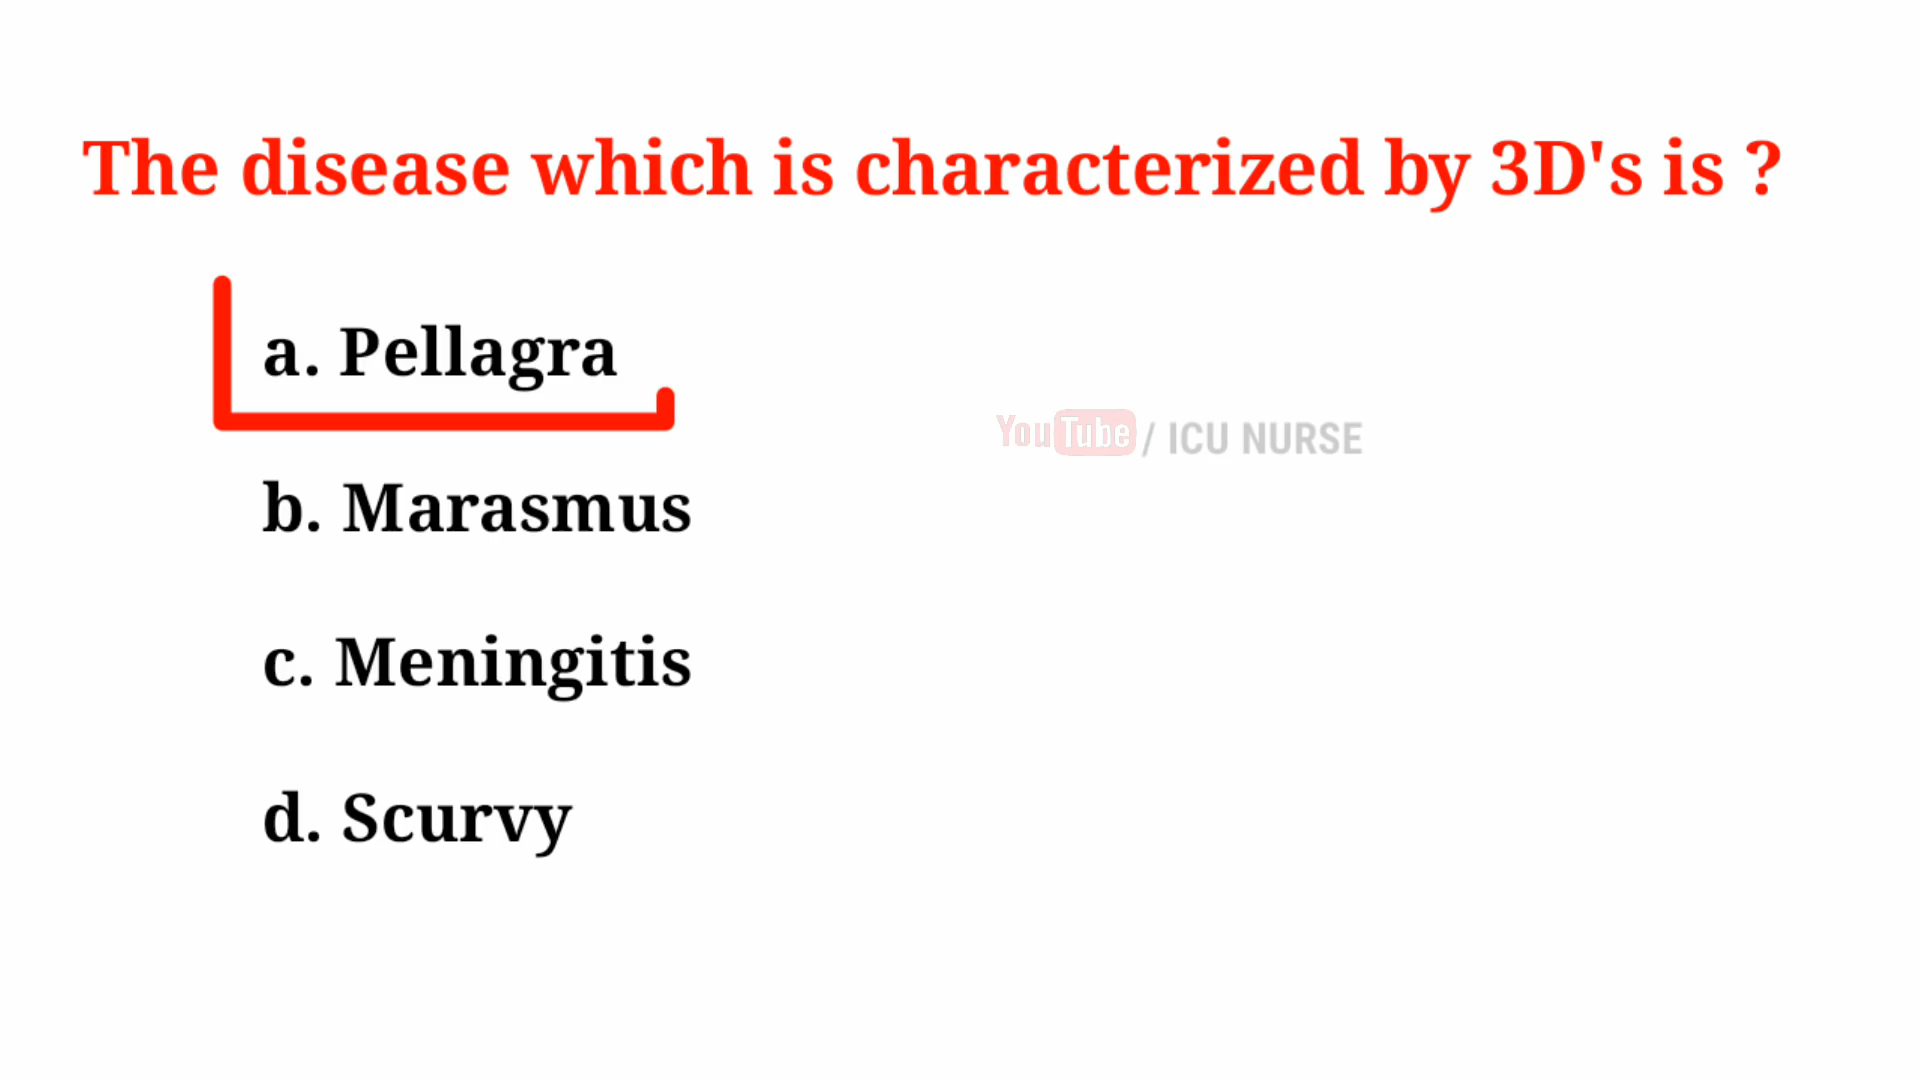 The disease which is characterized by 3D's is ?
a. Pellagra
YouTube / ICU NURSE
b. Marasmus
c. Meningitis
d. Scurvy